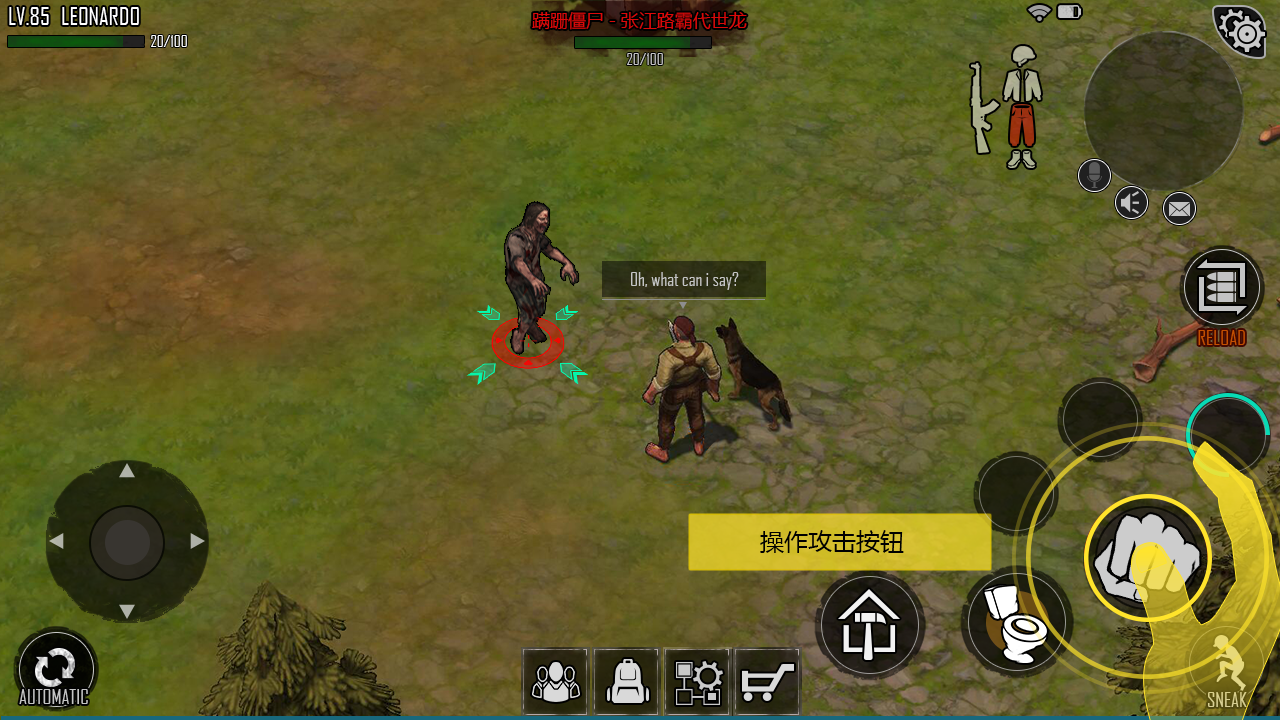 LV.85 LEONARDO
20/100
蹒跚僵尸 - 张江路霸代世龙
20/100
Oh, what can i say?
RELOAD
操作攻击按钮
AUTOMATIC
SNEAK